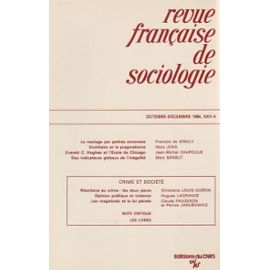 revue
française
de
sociologie
OCTOBRE-DÉCEMBRE 1984, XXV-4
Le mariage par petites annonces François de SINGLY
Durkheim et le pragmatisme Hans JOAS
Everett C. Hughes et l'École de Chicago Jean-Michel CHAPOULIE
Des indicateurs globaux de l'inégalité Marc BARBUT
CRIME ET SOCIÉTÉ
Réactions au crime : les deux peurs Christiane LOUIS-GUÉRIN
Opinion publique et violence Hugues LAGRANGE
Les magistrats et la loi pénale Claude FAUGERON
et Patrick JAKUBOWICZ
NOTE CRITIQUE
LES LIVRES
Éditions du CNRS